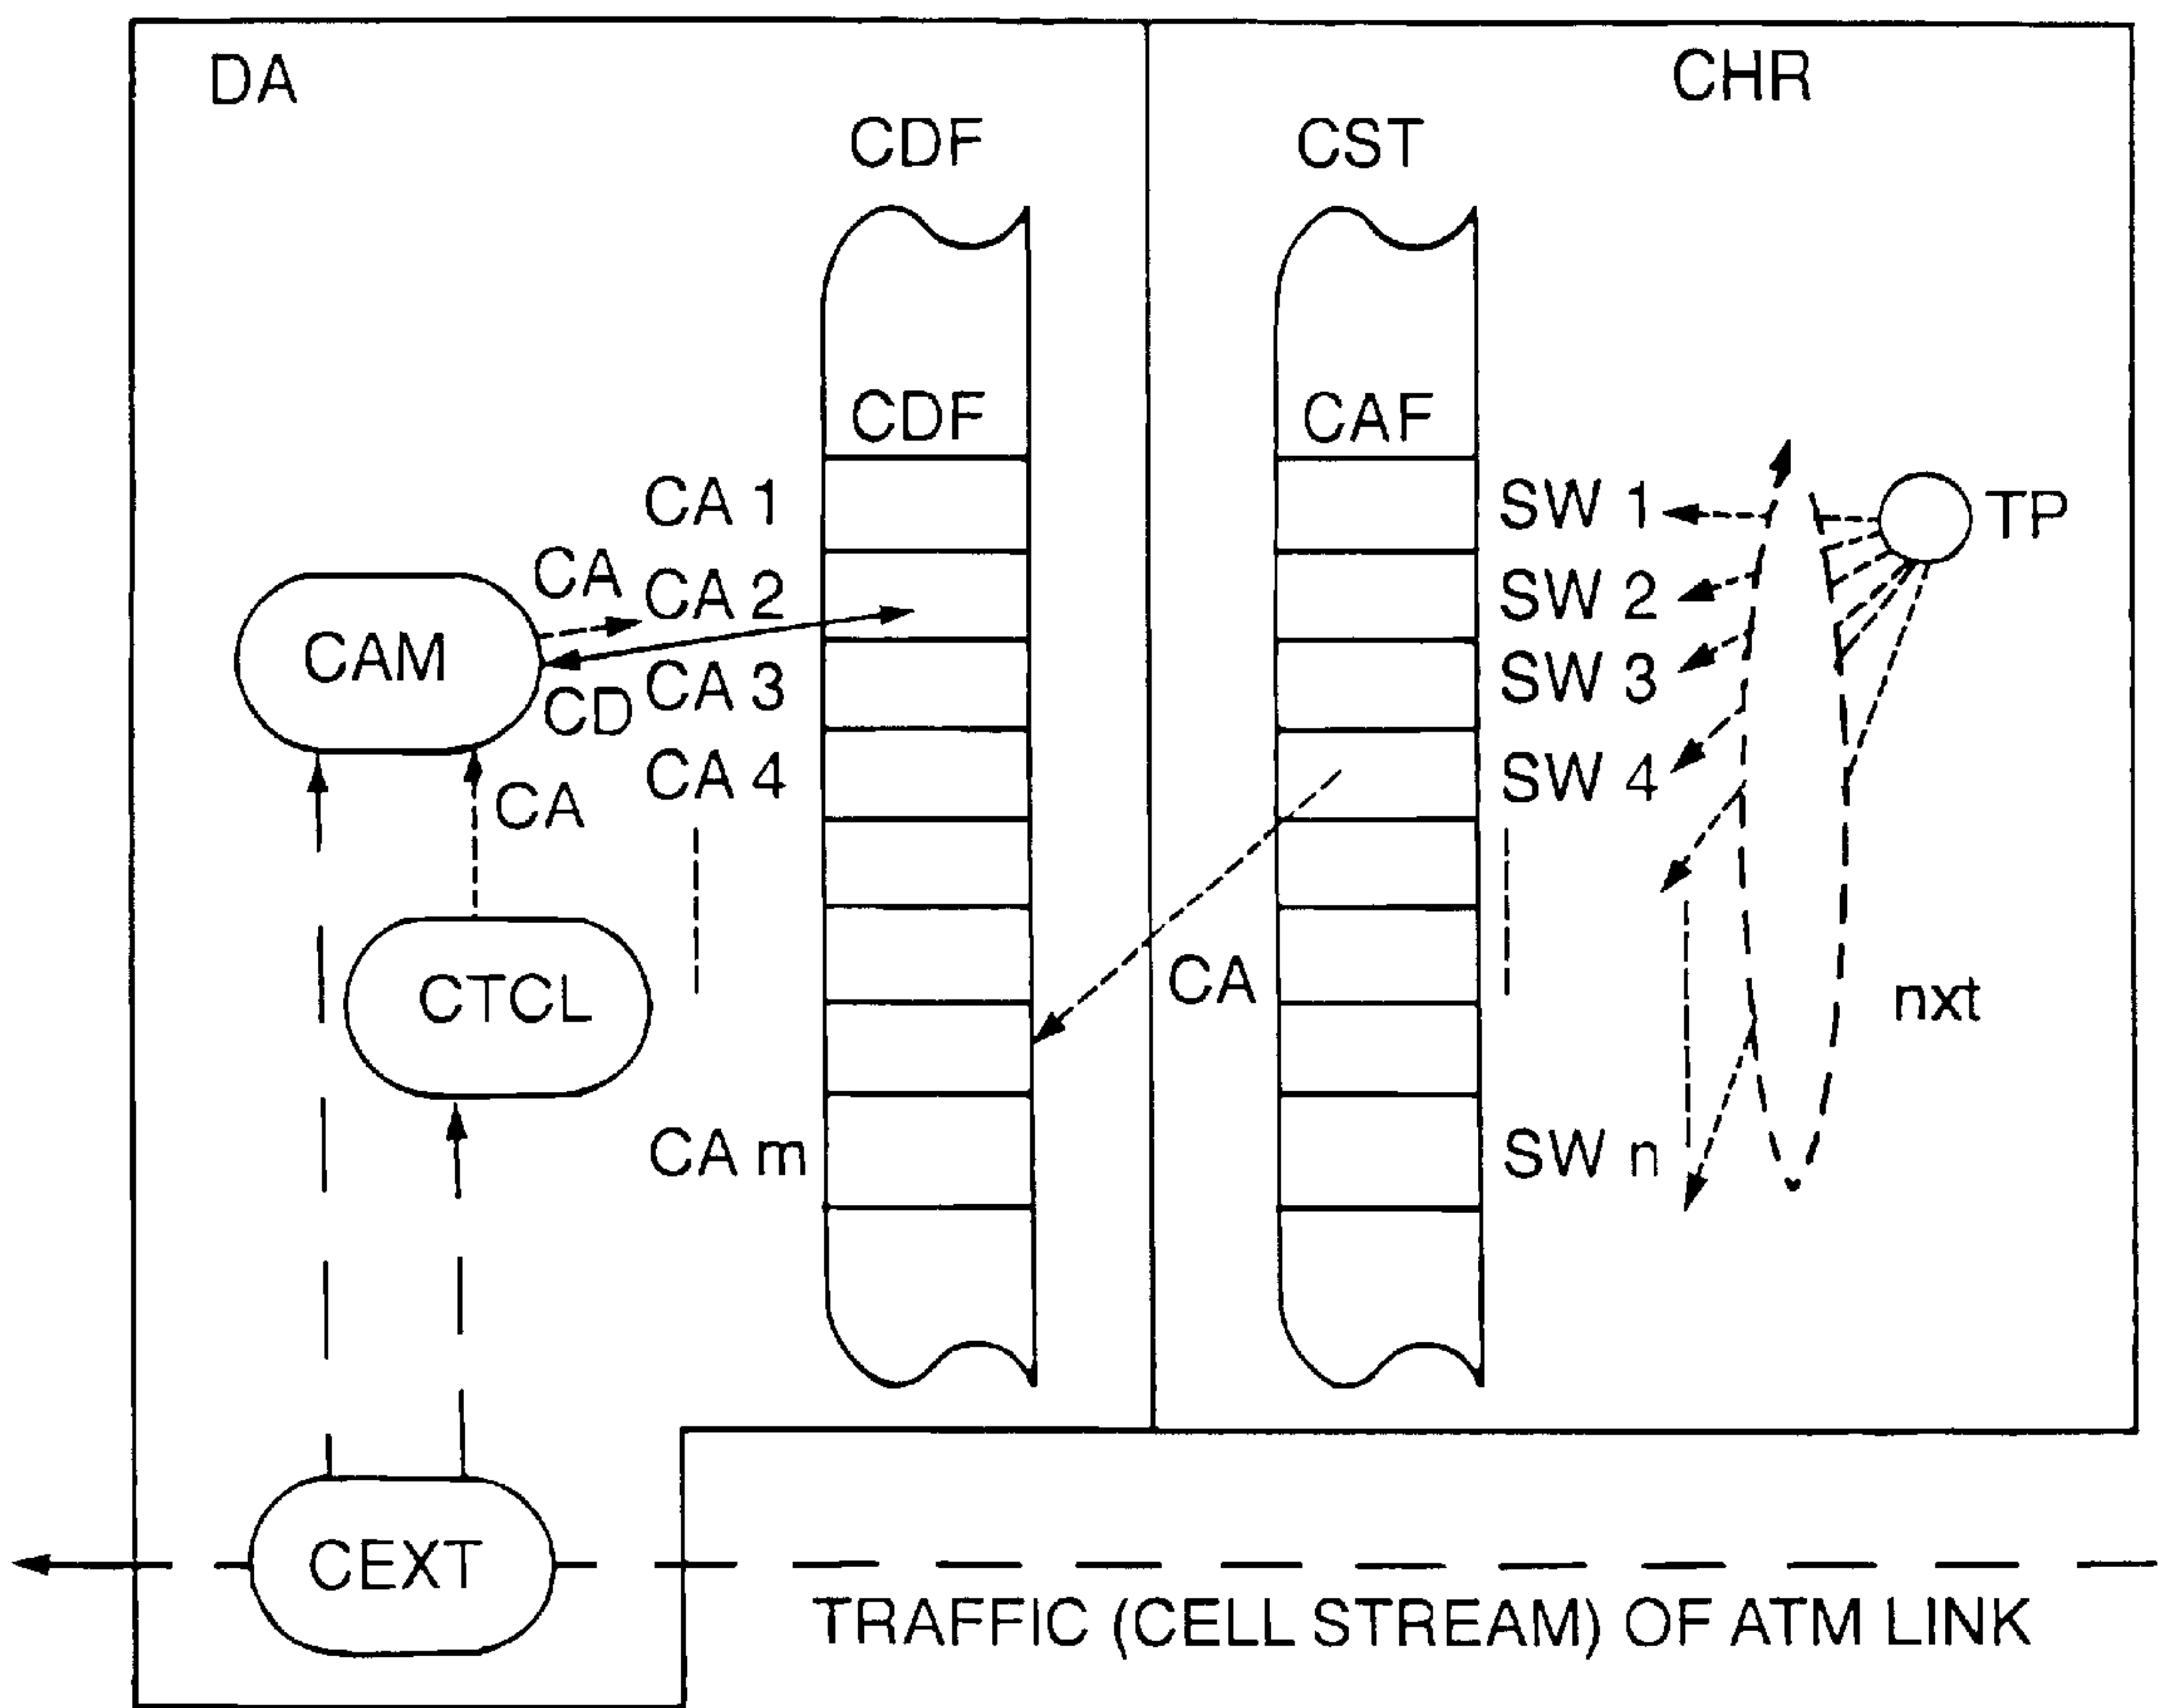 DA
CHR
CDF
CST
CDF
CAF
CA 1
SW 1
TP
CA
CA 2
SW 2
CAM
CD
CA 3
SW 3
CA
CA 4
SW 4
CTCL
CA
nxt
CA m
SW n
CEXT
TRAFFIC (CELL STREAM) OF ATM LINK